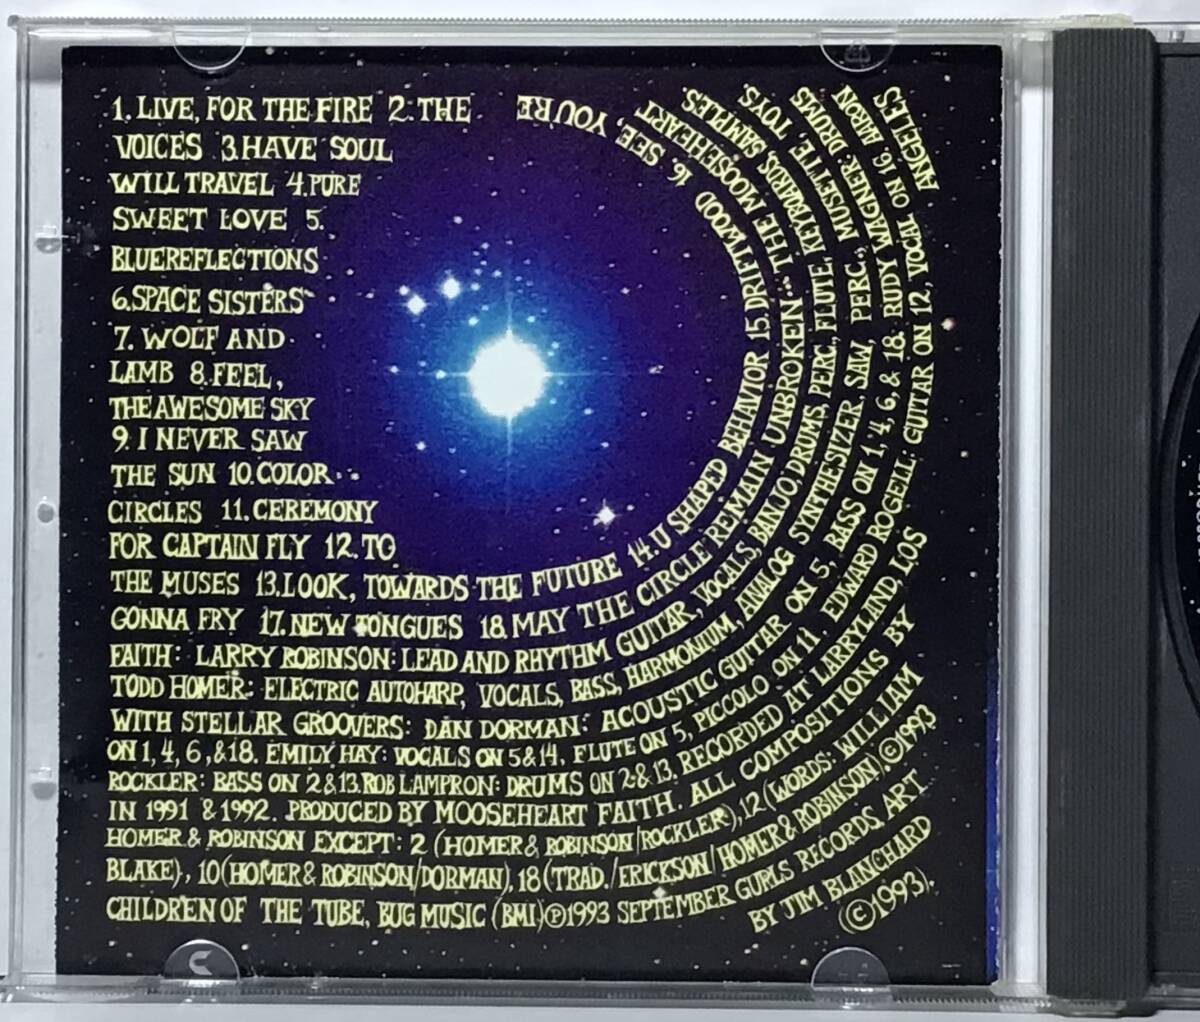 1. LIVE, FOR THE FIRE 2. THE
VOICES 3.HAVE SOUL
WILL TRAVEL 4.PURE
SWEET LOVE 5.
BLUEREFLECTIONS
6.SPACE SISTERS
7. WOLF AND
LAMB 8.FEEL,
THE AWESOME SKY
9. I NEVER SAW
THE SUN 10.COLOR
CIRCLES 11.CEREMONY
FOR CAPTAIN FLY 12.TO
THE MUSES 13.LOOK, TOWARDS THE FUTURE 14.U SHAPED BEHAVIOR 15.DRIFTWOOD 16. SEE, YOU'RE
GONNA FRY 17.NEW TONGUES 18.MAY THE CIRCLE REMAIN UNBROKEN... THE MOOSEHEART
FAITH: LARRY ROBINSON: LEAD AND RHYTHM GUITAR, VOCALS, BANJO, DRUMS, PERC., FLUTE, KEYBOARDS, SAMPLES.
TODD HOMER: ELECTRIC AUTOHARP, VOCALS, BASS, HARMONIUM, ANALOG SYNTHESIZER, SAW, PERC., MUSETTE, TOYS
WITH STELLAR GROOVERS: DAN DORMAN: ACOUSTIC GUITAR ON 5, BASS ON 1, 4, 6, & 18. RUDY MAGNER: DRUMS
ON 1, 4, 6, &18. EMILY HAY: VOCALS ON 5&14, FLUTE ON 5, PICCOLO ON 11. EDWARD ROGELL: GUITAR ON 12, VOCAL ON 16. AARON
ROCKLER: BASS ON 2&13. ROB LAMPRON: DRUMS ON 2&13. RECORDED AT LARRYLAND, LOS ANGELES
IN 1991 & 1992. PRODUCED BY MOOSEHEART FAITH. ALL COMPOSITIONS BY
HOMER & ROBINSON EXCEPT: 2 (HOMER & ROBINSON/ROCKLER), 12 (WORDS: WILLIAM
BLAKE), 10(HOMER & ROBINSON/DORMAN), 18 (TRAD./ERICKSON/HOMER & ROBINSON). ©1993
CHILDREN OF THE TUBE, BUG MUSIC (BMI) ℗1993 SEPTEMBER GURLS RECORDS. ART
BY JIM BLANCHARD
(©1993).